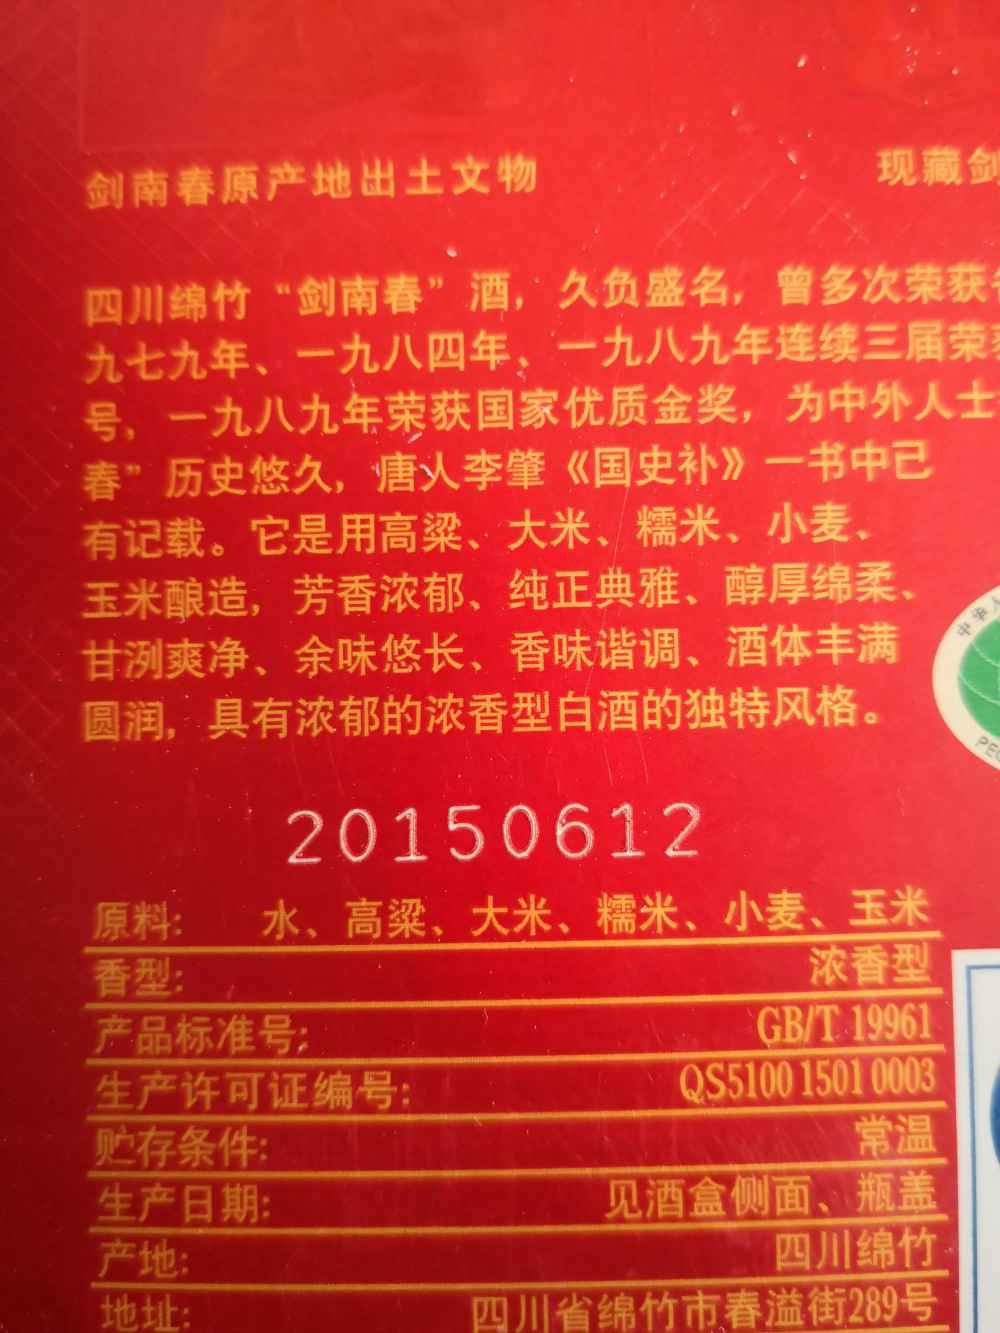 剑南春原产地出土文物 现藏剑
四川绵竹“剑南春”酒，久负盛名，曾多次荣获
九七九年、一九八四年、一九八九年连续三届荣获
号，一九八九年荣获国家优质金奖，为中外人士
春”历史悠久，唐人李肇《国史补》一书中已
有记载。它是用高粱、大米、糯米、小麦、
玉米酿造，芳香浓郁、纯正典雅、醇厚绵柔、
甘洌爽净、余味悠长、香味谐调、酒体丰满
圆润，具有浓郁的浓香型白酒的独特风格。
中华人
20150612
原料: 水、高粱、大米、糯米、小麦、玉米
香型: 浓香型
产品标准号: GB/T 19961
生产许可证编号: QS5100 1501 0003
贮存条件: 常温
生产日期: 见酒盒侧面、瓶盖
产地: 四川绵竹
地址: 四川省绵竹市春溢街289号